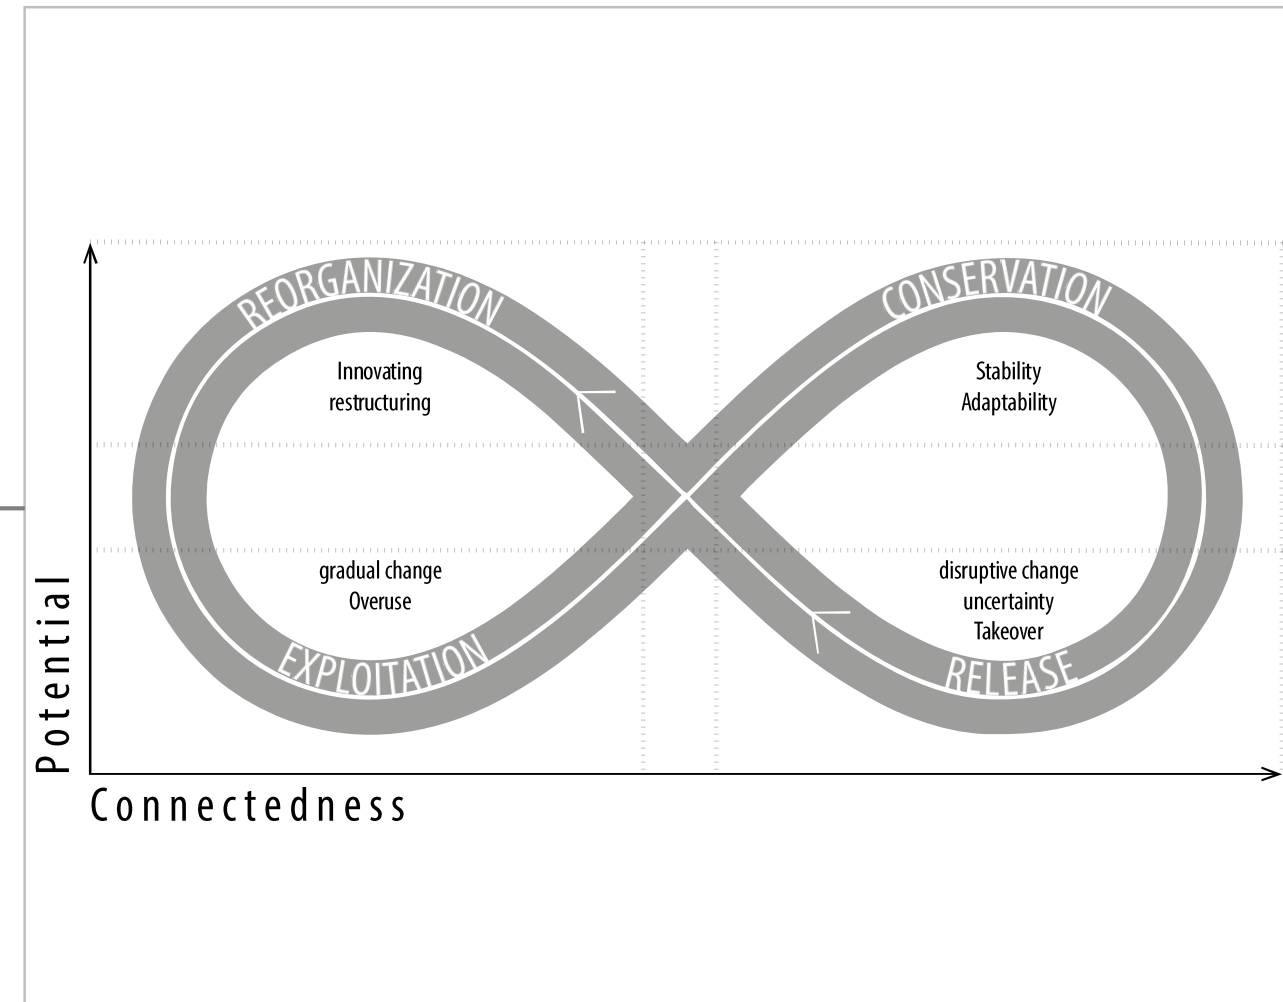 REORGANIZATION
CONSERVATION
Innovating
restructuring
Stability
Adaptability
gradual change
Overuse
disruptive change
uncertainty
Takeover
EXPLOITATION
RELEASE
Potential
Connectedness